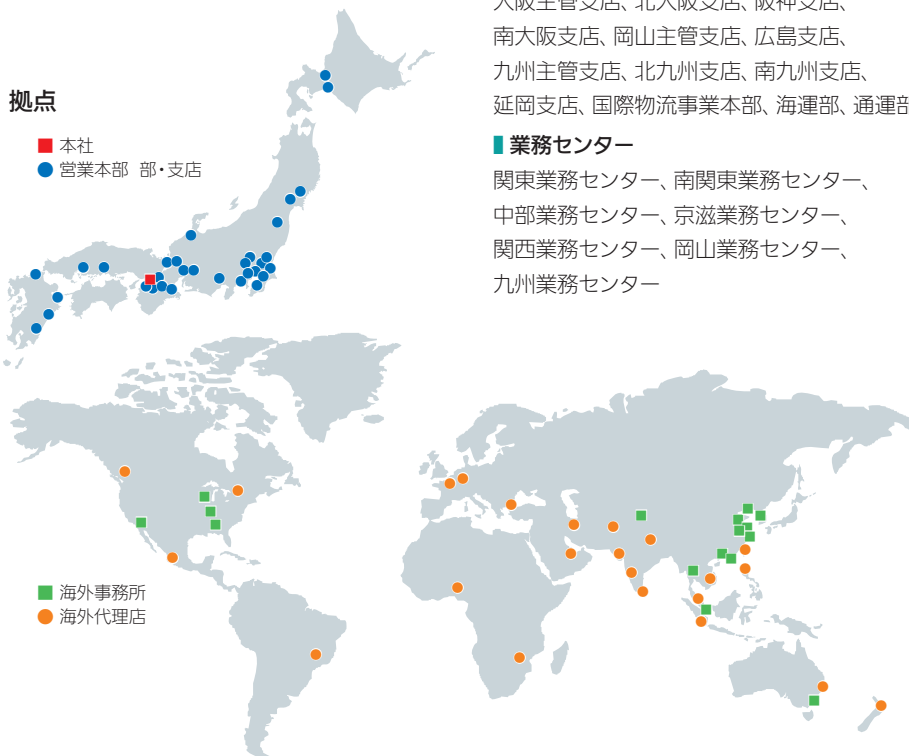 拠点
本社
営業本部 部・支店
大阪主管支店、北大阪支店、阪神支店、
南大阪支店、岡山主管支店、広島支店、
九州主管支店、北九州支店、南九州支店、
延岡支店、国際物流事業本部、海運部、通運部
業務センター
関東業務センター、南関東業務センター、
中部業務センター、京滋業務センター、
関西業務センター、岡山業務センター、
九州業務センター
海外事務所
海外代理店